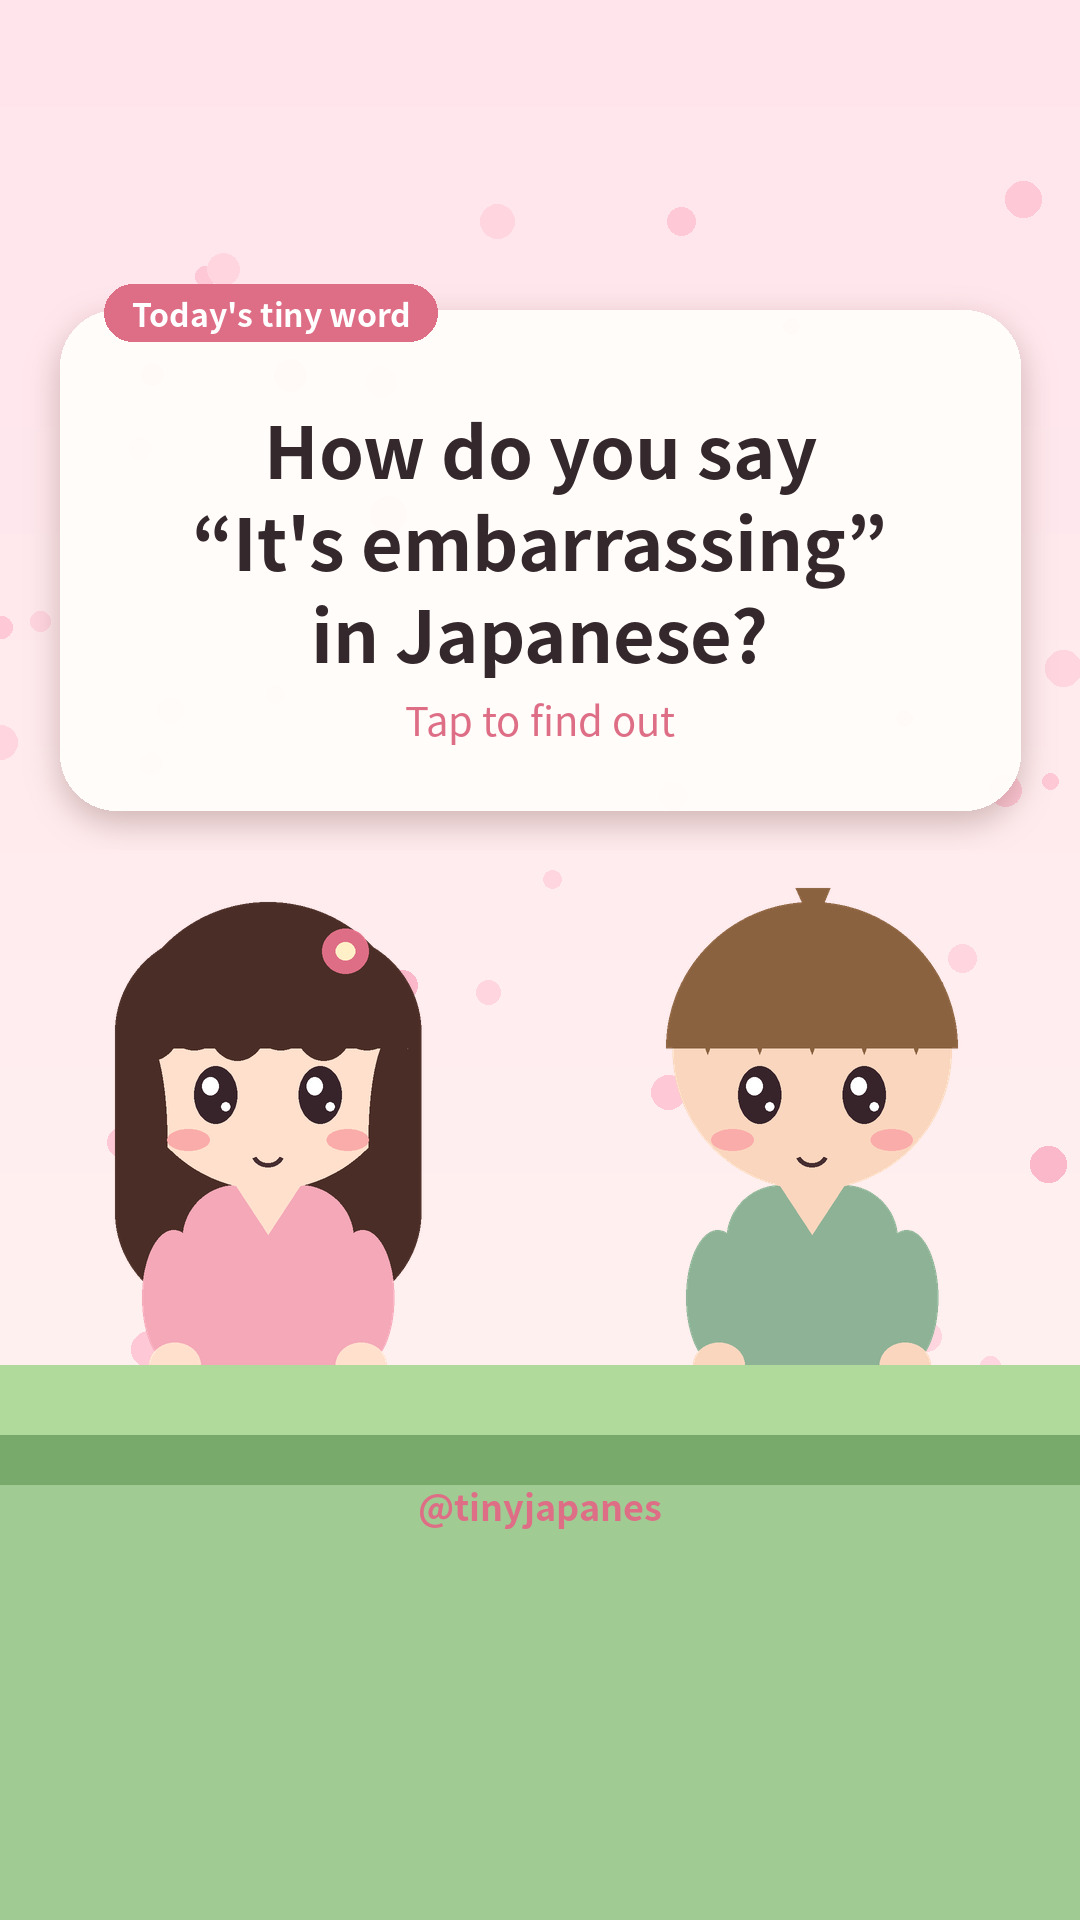 Today's tiny word
How do you say
“It's embarrassing”
in Japanese?
Tap to find out
@tinyjapanes